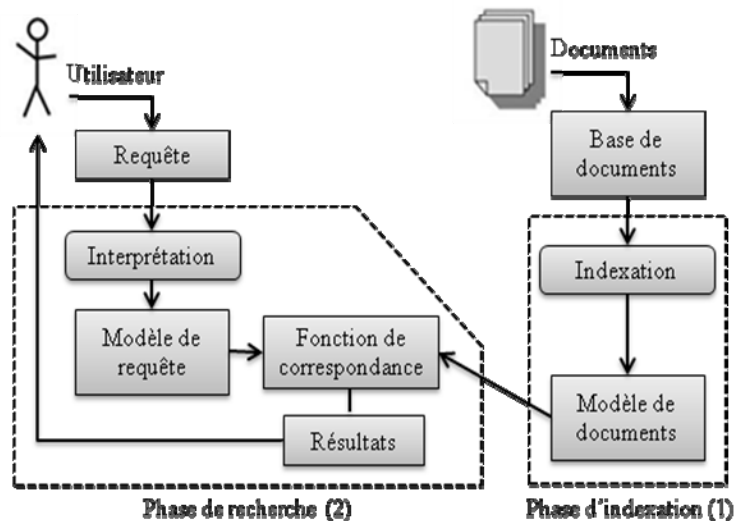 Utilisateur
Documents
Requête
Base de
documents
Interprétation
Indexation
Modèle de
requête
Fonction de
correspondance
Modèle de
documents
Résultats
Phase de recherche (2)
Phase d'indexation (1)